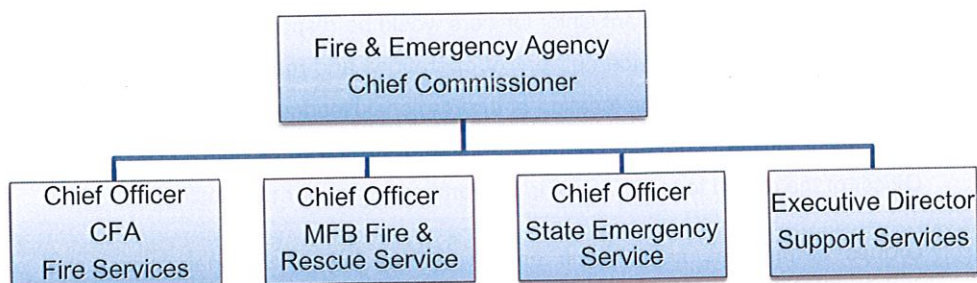 Fire & Emergency Agency
Chief Commissioner
Chief Officer
CFA
Fire Services
Chief Officer
MFB Fire &
Rescue Service
Chief Officer
State Emergency
Service
Executive Director
Support Services